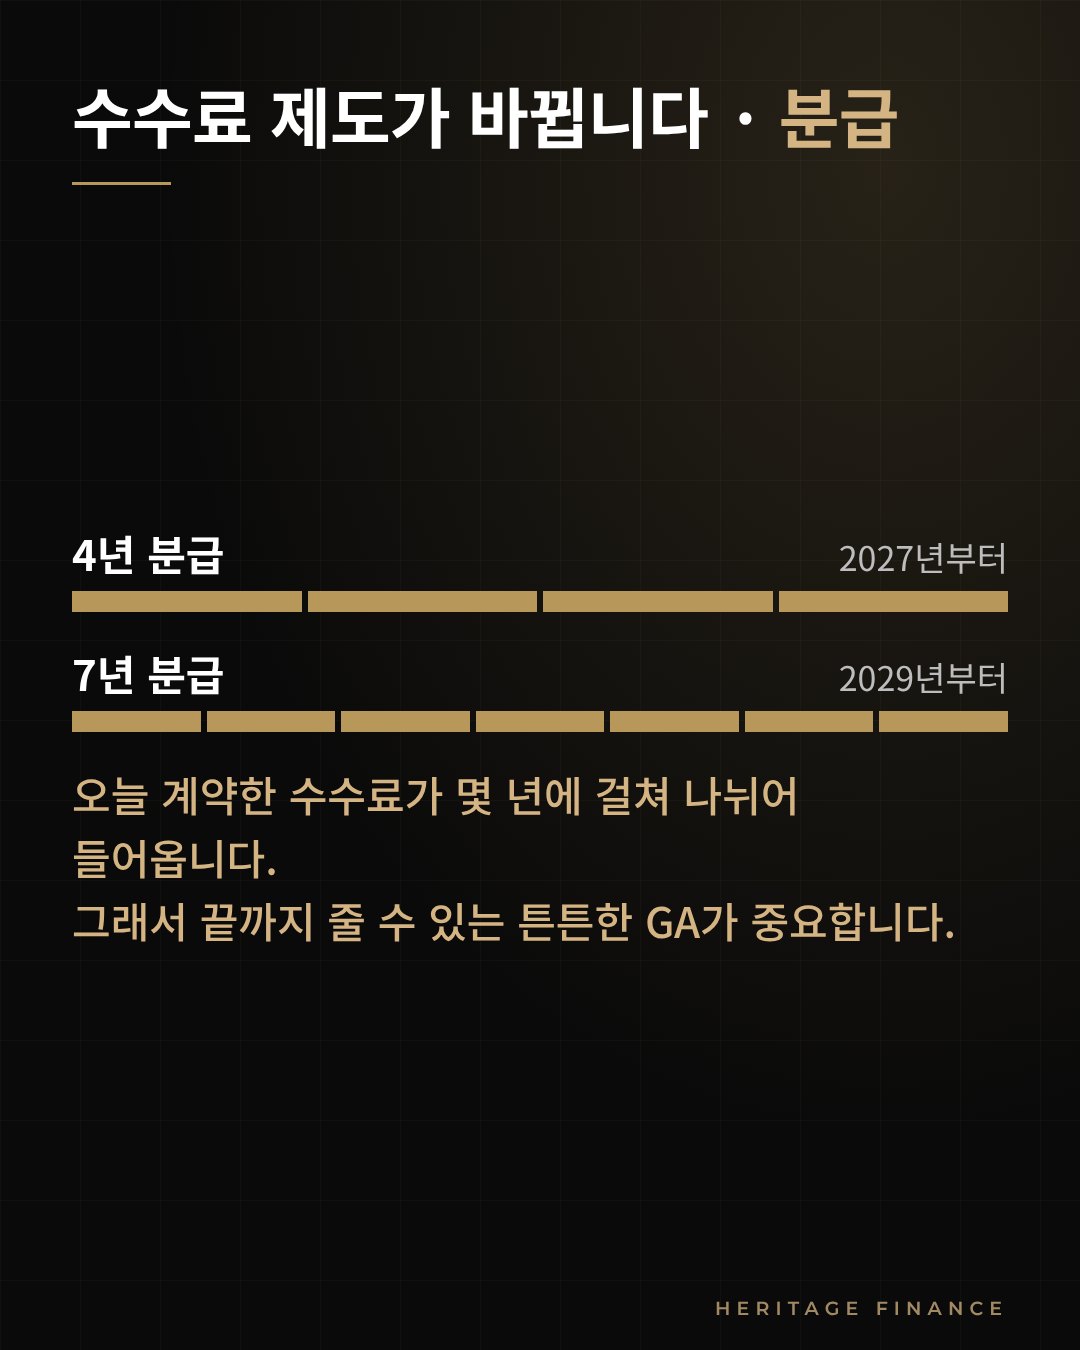 수수료 제도가 바뀝니다 · 분급
4년 분급 2027년부터
7년 분급 2029년부터
오늘 계약한 수수료가 몇 년에 걸쳐 나뉘어
들어옵니다.
그래서 끝까지 줄 수 있는 튼튼한 GA가 중요합니다.
HERITAGE FINANCE